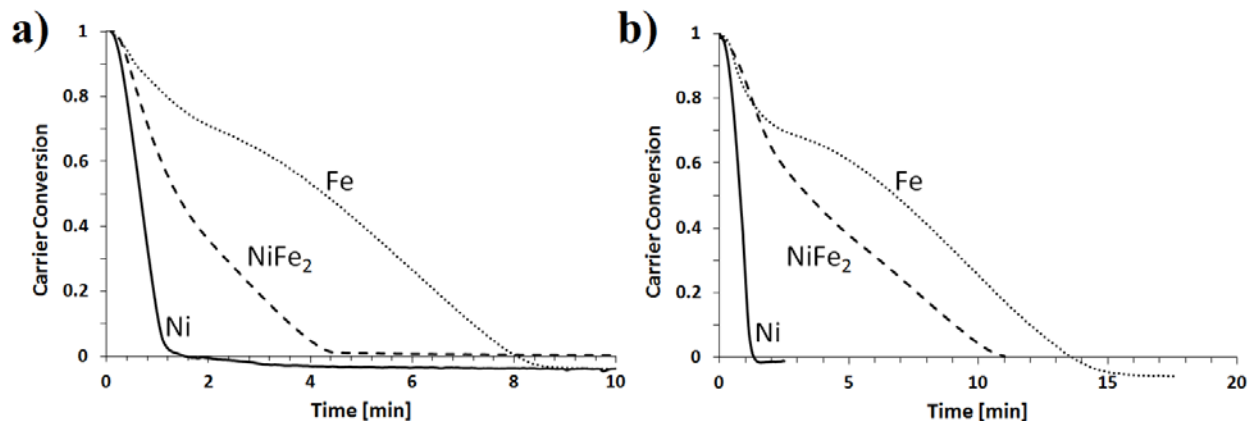 a)
Carrier Conversion
1
0.8
0.6
0.4
0.2
0
Fe
NiFe₂
Ni
0 2 4 6 8 10
Time [min]
b)
Carrier Conversion
1
0.8
0.6
0.4
0.2
0
Fe
NiFe₂
Ni
0 5 10 15 20
Time [min]